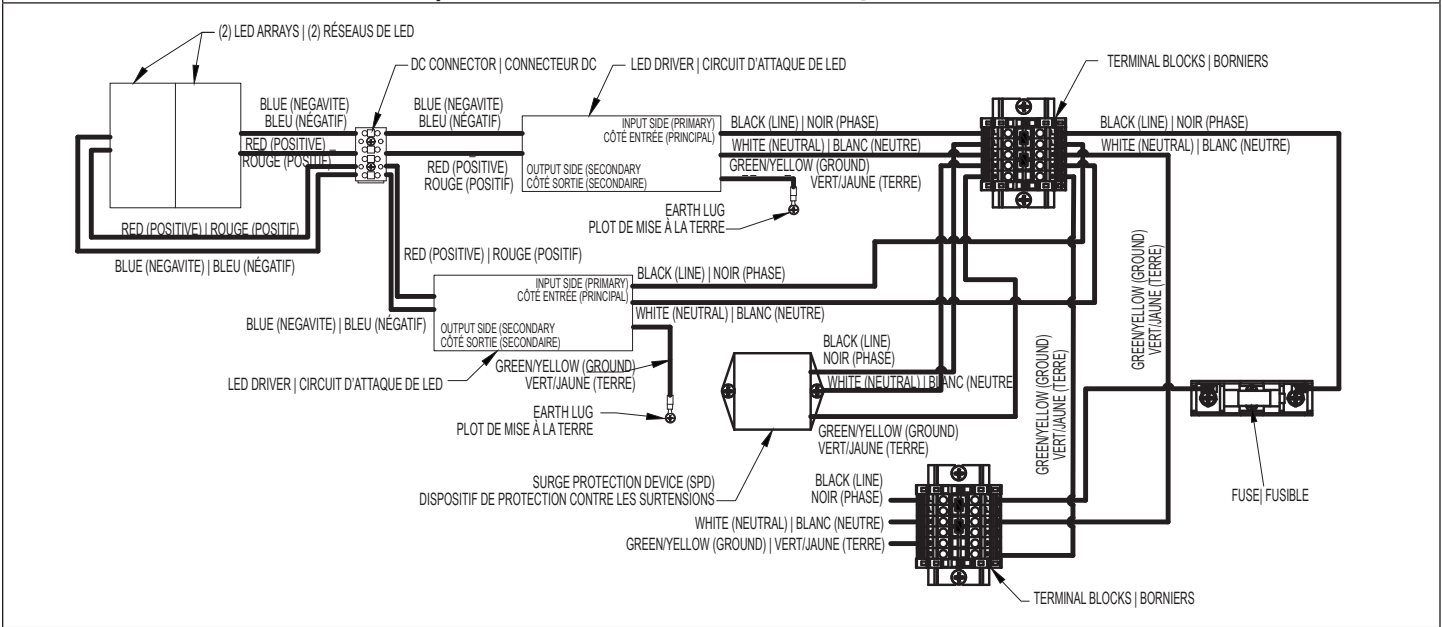 (2) LED ARRAYS | (2) RÉSEAUS DE LED
DC CONNECTOR | CONNECTEUR DC
LED DRIVER | CIRCUIT D'ATTAQUE DE LED
TERMINAL BLOCKS | BORNIERS
BLUE (NEGAVITE)
BLEU (NÉGATIF)
RED (POSITIVE)
ROUGE (POSITIF)
BLUE (NEGAVITE)
BLEU (NÉGATIF)
RED (POSITIVE)
ROUGE (POSITIF)
INPUT SIDE (PRIMARY)
CÔTÉ ENTRÉE (PRINCIPAL)
OUTPUT SIDE (SECONDARY
CÔTÉ SORTIE (SECONDAIRE)
BLACK (LINE) | NOIR (PHASE)
WHITE (NEUTRAL) | BLANC (NEUTRE)
GREEN/YELLOW (GROUND)
VERT/JAUNE (TERRE)
BLACK (LINE) | NOIR (PHASE)
WHITE (NEUTRAL) | BLANC (NEUTRE)
EARTH LUG
PLOT DE MISE À LA TERRE
RED (POSITIVE) | ROUGE (POSITIF)
BLUE (NEGAVITE) | BLEU (NÉGATIF)
RED (POSITIVE) | ROUGE (POSITIF)
INPUT SIDE (PRIMARY)
CÔTÉ ENTRÉE (PRINCIPAL)
OUTPUT SIDE (SECONDARY
CÔTÉ SORTIE (SECONDAIRE)
BLACK (LINE) | NOIR (PHASE)
WHITE (NEUTRAL) | BLANC (NEUTRE)
BLUE (NEGAVITE) | BLEU (NÉGATIF)
GREEN/YELLOW (GROUND)
VERT/JAUNE (TERRE)
LED DRIVER | CIRCUIT D'ATTAQUE DE LED
EARTH LUG
PLOT DE MISE À LA TERRE
BLACK (LINE)
NOIR (PHASE)
WHITE (NEUTRAL) | BLANC (NEUTRE
GREEN/YELLOW (GROUND)
VERT/JAUNE (TERRE)
SURGE PROTECTION DEVICE (SPD)
DISPOSITIF DE PROTECTION CONTRE LES SURTENSIONS
GREEN/YELLOW (GROUND)
VERT/JAUNE (TERRE)
GREEN/YELLOW (GROUND)
VERT/JAUNE (TERRE)
BLACK (LINE)
NOIR (PHASE)
WHITE (NEUTRAL) | BLANC (NEUTRE)
GREEN/YELLOW (GROUND) | VERT/JAUNE (TERRE)
FUSE| FUSIBLE
TERMINAL BLOCKS | BORNIERS